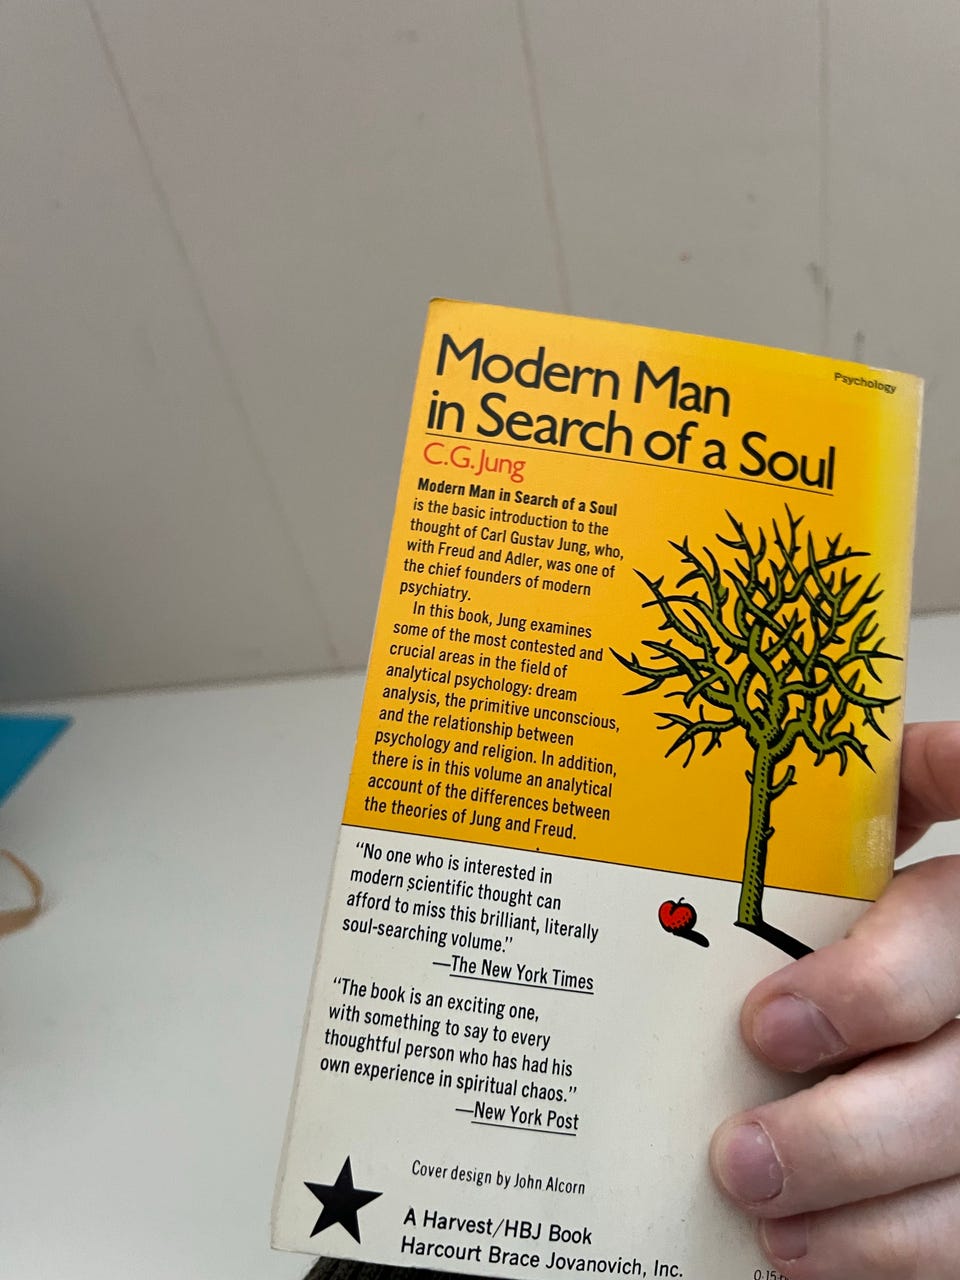 Psychology
Modern Man
in Search of a Soul
C.G.Jung
Modern Man in Search of a Soul
is the basic introduction to the
thought of Carl Gustav Jung, who,
with Freud and Adler, was one of
the chief founders of modern
psychiatry.
In this book, Jung examines
some of the most contested and
crucial areas in the field of
analytical psychology: dream
analysis, the primitive unconscious,
and the relationship between
psychology and religion. In addition,
there is in this volume an analytical
account of the differences between
the theories of Jung and Freud.
“No one who is interested in
modern scientific thought can
afford to miss this brilliant, literally
soul-searching volume.”
—The New York Times
“The book is an exciting one,
with something to say to every
thoughtful person who has had his
own experience in spiritual chaos.”
—New York Post
Cover design by John Alcorn
A Harvest/HBJ Book
Harcourt Brace Jovanovich, Inc.